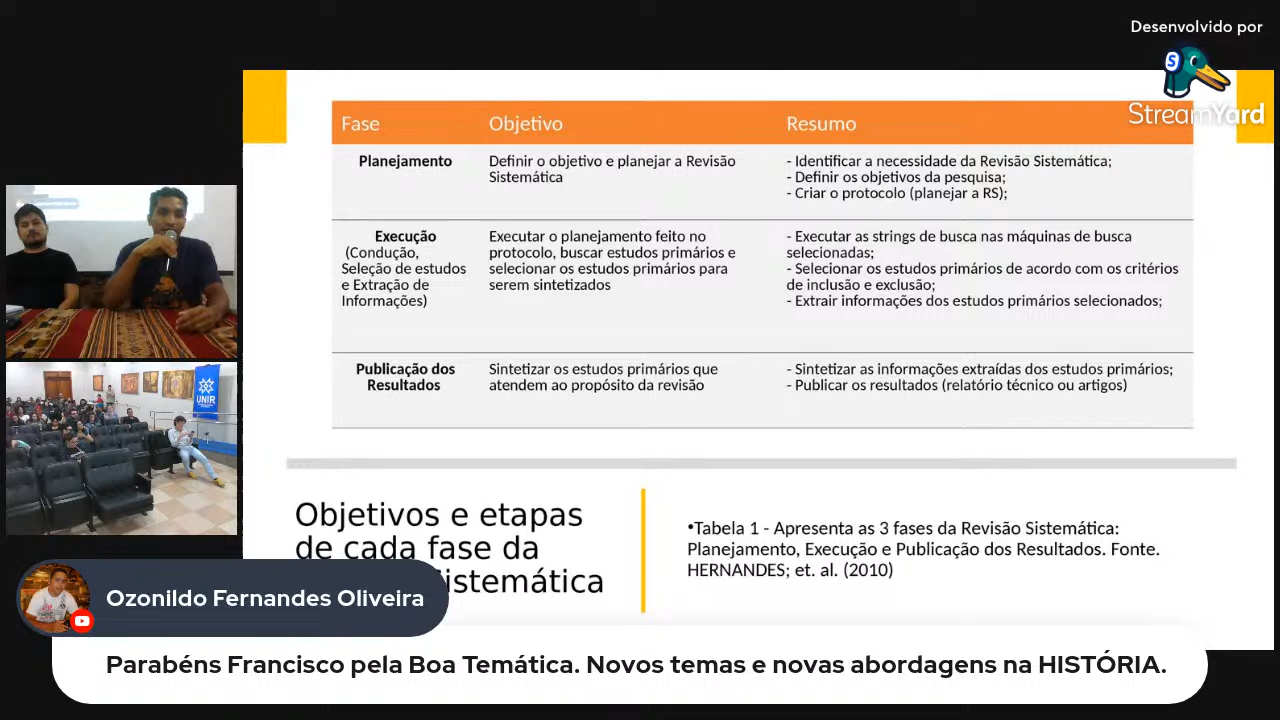 Desenvolvido por
StreamYard
Fase Objetivo Resumo
Planejamento
Definir o objetivo e planejar a Revisão
Sistemática
- Identificar a necessidade da Revisão Sistemática;
- Definir os objetivos da pesquisa;
- Criar o protocolo (planejar a RS);
Execução
(Condução,
Seleção de estudos
e Extração de
Informações)
Executar o planejamento feito no
protocolo, buscar estudos primários e
selecionar os estudos primários para
serem sintetizados
- Executar as strings de busca nas máquinas de busca
selecionadas;
- Selecionar os estudos primários de acordo com os critérios
de inclusão e exclusão;
- Extrair informações dos estudos primários selecionados;
Publicação dos
Resultados
Sintetizar os estudos primários que
atendem ao propósito da revisão
- Sintetizar as informações extraídas dos estudos primários;
- Publicar os resultados (relatório técnico ou artigos)
UNIR
Objetivos e etapas
de cada fase da
istemática
•Tabela 1 - Apresenta as 3 fases da Revisão Sistemática:
Planejamento, Execução e Publicação dos Resultados. Fonte.
HERNANDES; et. al. (2010)
Ozonildo Fernandes Oliveira
Parabéns Francisco pela Boa Temática. Novos temas e novas abordagens na HISTÓRIA.